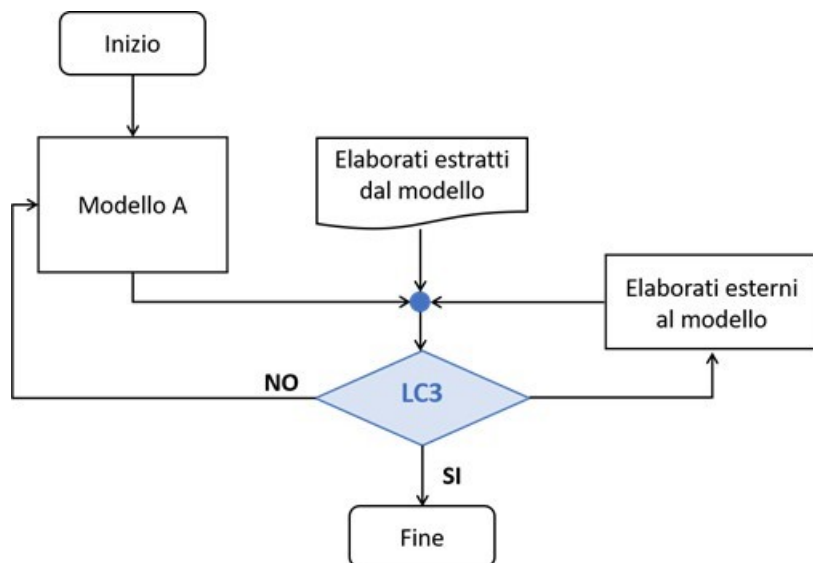 Inizio
Modello A
Elaborati estratti
dal modello
Elaborati esterni
al modello
NO
LC3
SI
Fine